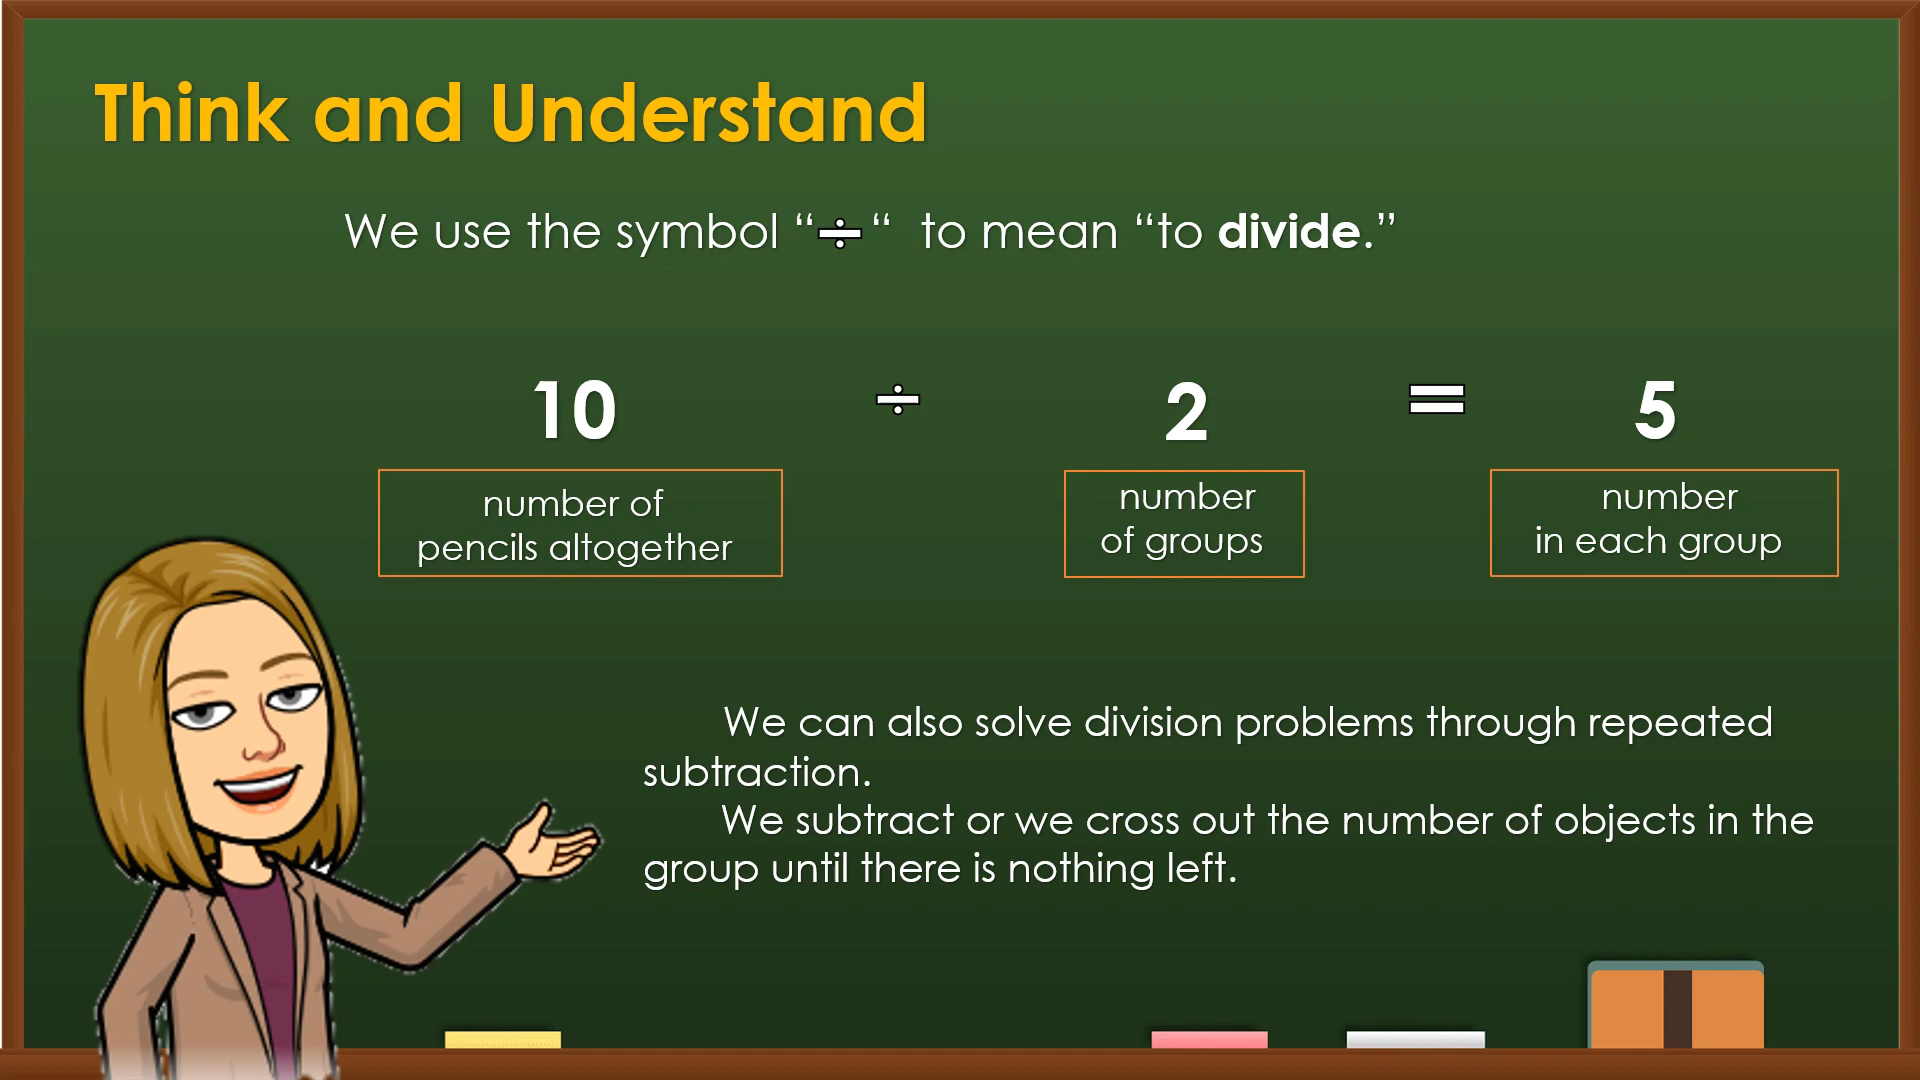 Think and Understand
We use the symbol “÷“ to mean “to divide.”
10 ÷ 2 = 5
number of
pencils altogether
number
of groups
number
in each group
We can also solve division problems through repeated
subtraction.
We subtract or we cross out the number of objects in the
group until there is nothing left.